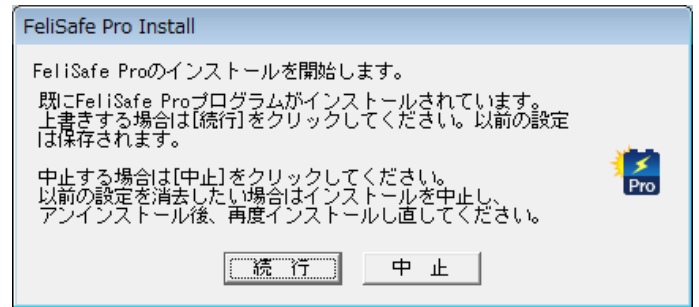 FeliSafe Pro Install
FeliSafe Proのインストールを開始します。
既にFeliSafe Proプログラムがインストールされています。
上書きする場合は[続行]をクリックしてください。以前の設定
は保存されます。
中止する場合は[中止]をクリックしてください。
以前の設定を消去したい場合はインストールを中止し、
アンインストール後、再度インストールし直してください。
Pro
続 行
中 止